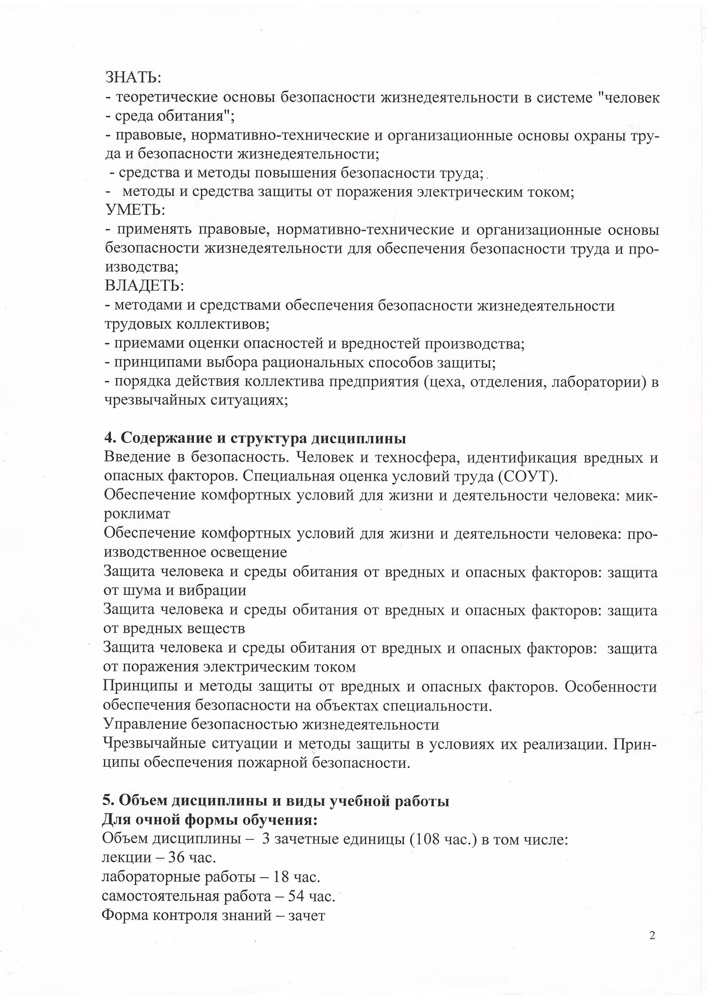 ЗНАТЬ:
- теоретические основы безопасности жизнедеятельности в системе "человек
- среда обитания";
- правовые, нормативно-технические и организационные основы охраны тру-
да и безопасности жизнедеятельности;
- средства и методы повышения безопасности труда;
- методы и средства защиты от поражения электрическим током;
УМЕТЬ:
- применять правовые, нормативно-технические и организационные основы
безопасности жизнедеятельности для обеспечения безопасности труда и про-
изводства;
ВЛАДЕТЬ:
- методами и средствами обеспечения безопасности жизнедеятельности
трудовых коллективов;
- приемами оценки опасностей и вредностей производства;
- принципами выбора рациональных способов защиты;
- порядка действия коллектива предприятия (цеха, отделения, лаборатории) в
чрезвычайных ситуациях;
4. Содержание и структура дисциплины
Введение в безопасность. Человек и техносфера, идентификация вредных и
опасных факторов. Специальная оценка условий труда (СОУТ).
Обеспечение комфортных условий для жизни и деятельности человека: мик-
роклимат
Обеспечение комфортных условий для жизни и деятельности человека: про-
изводственное освещение
Защита человека и среды обитания от вредных и опасных факторов: защита
от шума и вибрации
Защита человека и среды обитания от вредных и опасных факторов: защита
от вредных веществ
Защита человека и среды обитания от вредных и опасных факторов: защита
от поражения электрическим током
Принципы и методы защиты от вредных и опасных факторов. Особенности
обеспечения безопасности на объектах специальности.
Управление безопасностью жизнедеятельности
Чрезвычайные ситуации и методы защиты в условиях их реализации. Прин-
ципы обеспечения пожарной безопасности.
5. Объем дисциплины и виды учебной работы
Для очной формы обучения:
Объем дисциплины – 3 зачетные единицы (108 час.) в том числе:
лекции – 36 час.
лабораторные работы – 18 час.
самостоятельная работа – 54 час.
Форма контроля знаний – зачет
2